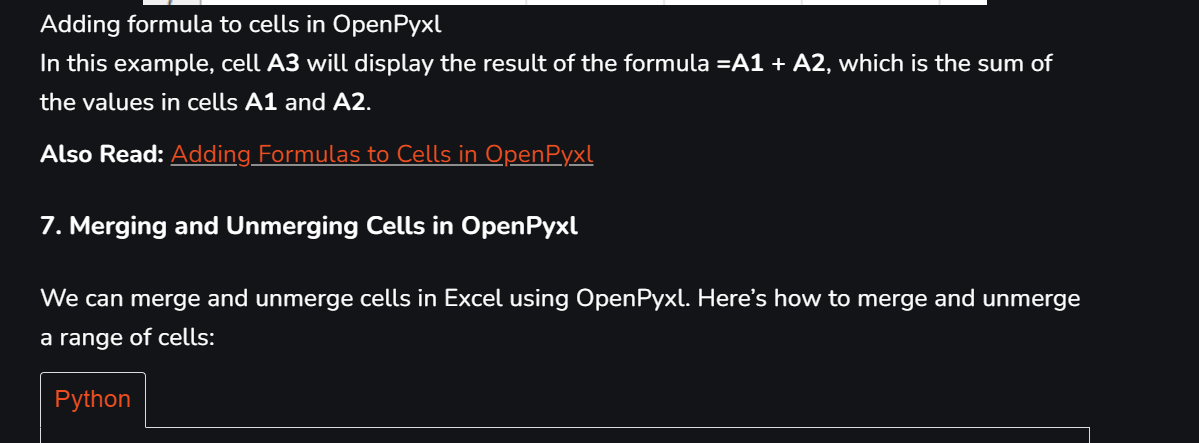 Adding formula to cells in OpenPyxl
In this example, cell A3 will display the result of the formula =A1 + A2, which is the sum of
the values in cells A1 and A2.
Also Read: Adding Formulas to Cells in OpenPyxl
7. Merging and Unmerging Cells in OpenPyxl
We can merge and unmerge cells in Excel using OpenPyxl. Here’s how to merge and unmerge
a range of cells:
Python